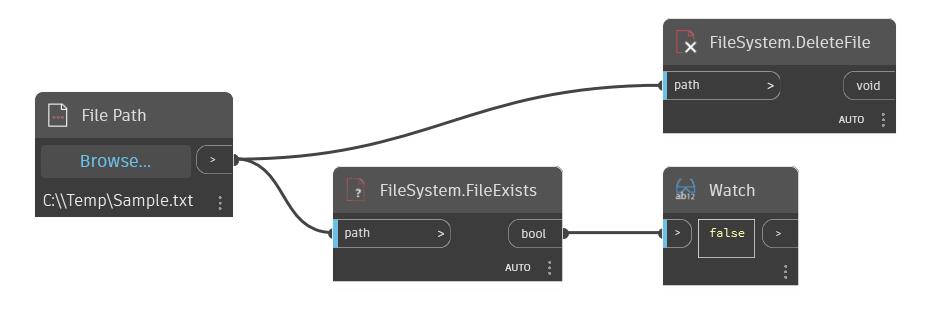 File Path
Browse...
>
C:\\Temp\Sample.txt
FileSystem.DeleteFile
path > void
AUTO
FileSystem.FileExists
?
path > bool
AUTO
Watch
ab12
> false >